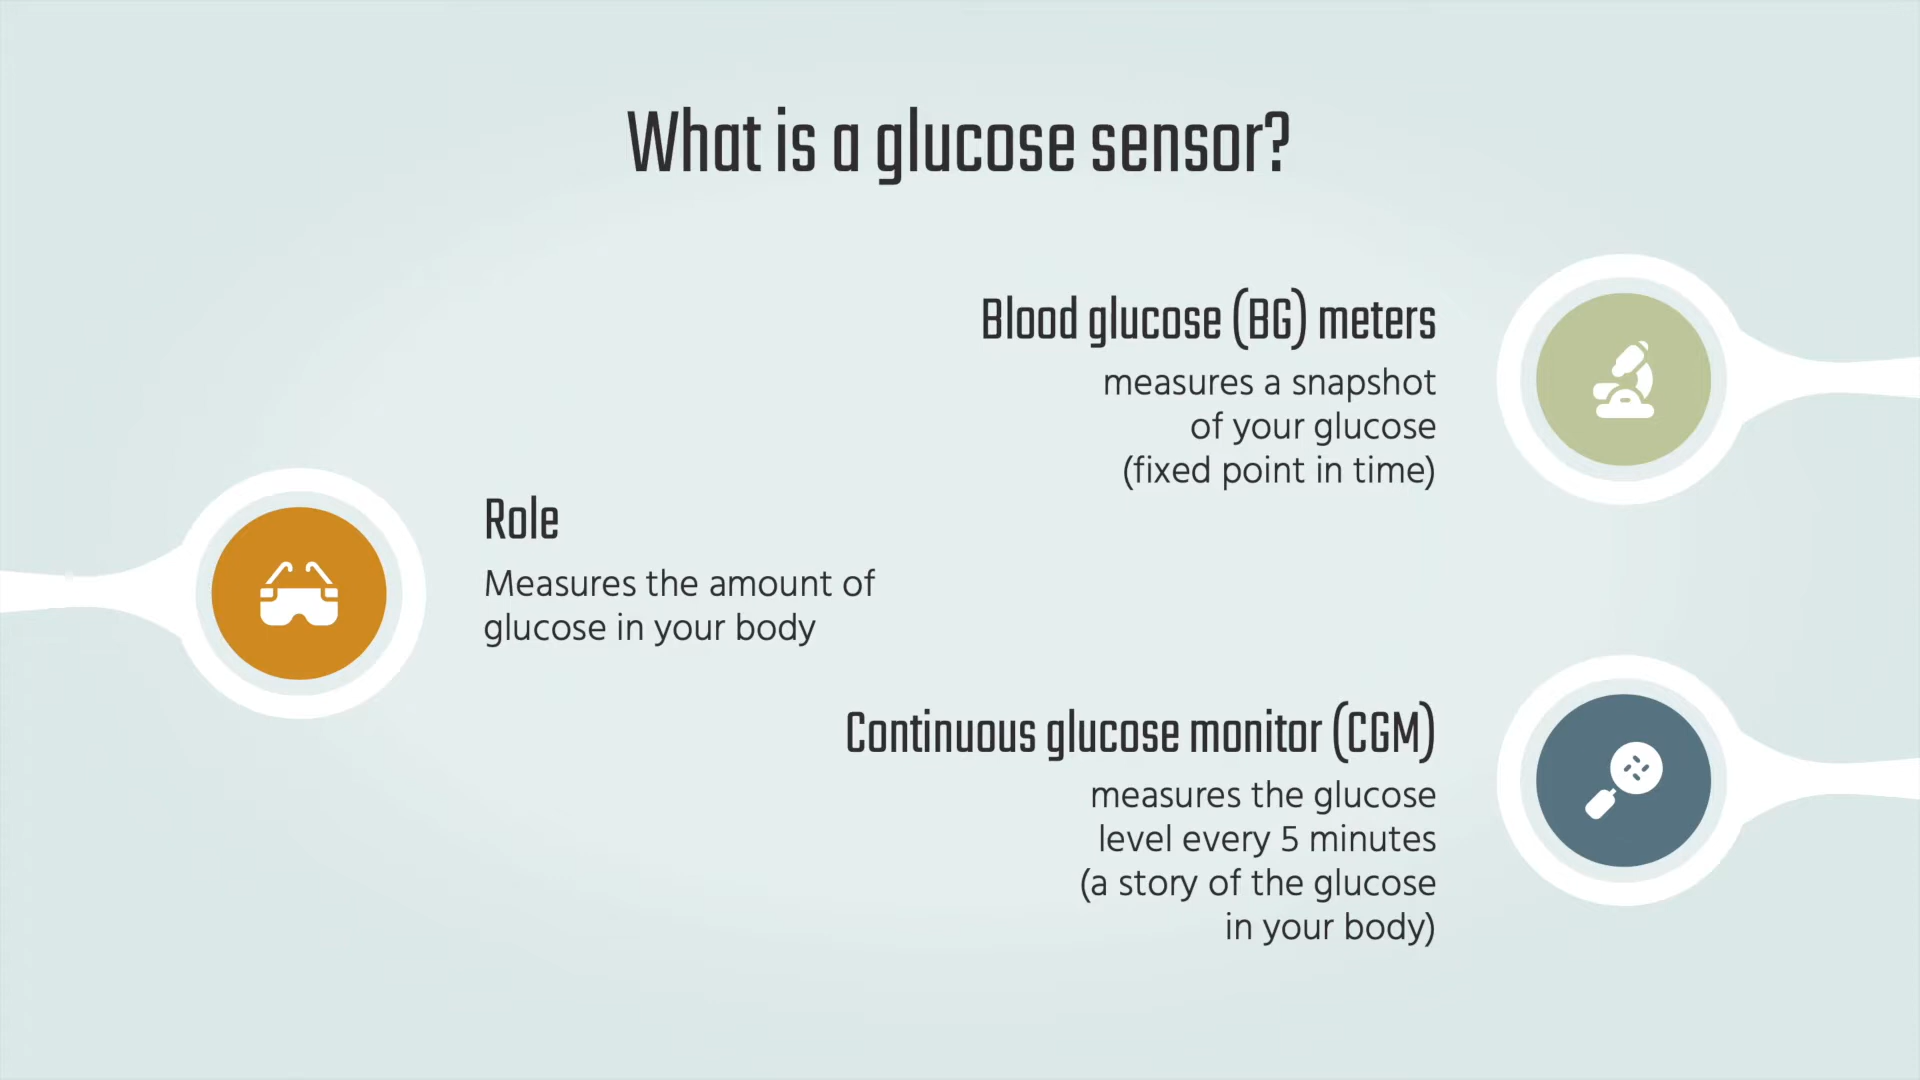 What is a glucose sensor?
Blood glucose (BG) meters
measures a snapshot
of your glucose
(fixed point in time)
Role
Measures the amount of
glucose in your body
Continuous glucose monitor (CGM)
measures the glucose
level every 5 minutes
(a story of the glucose
in your body)